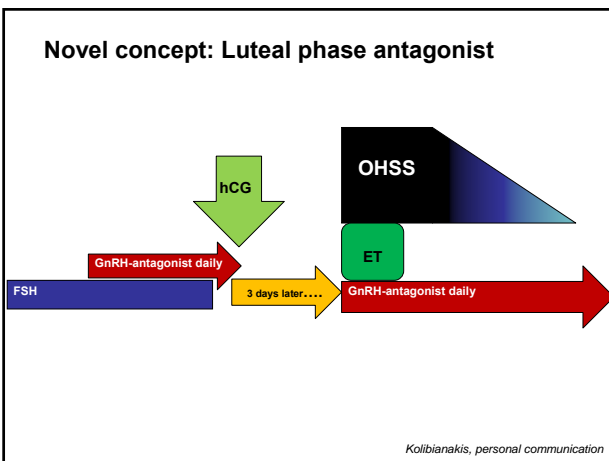 Novel concept: Luteal phase antagonist
OHSS
hCG
GnRH-antagonist daily
ET
FSH
3 days later....
GnRH-antagonist daily
Kolibianakis, personal communication